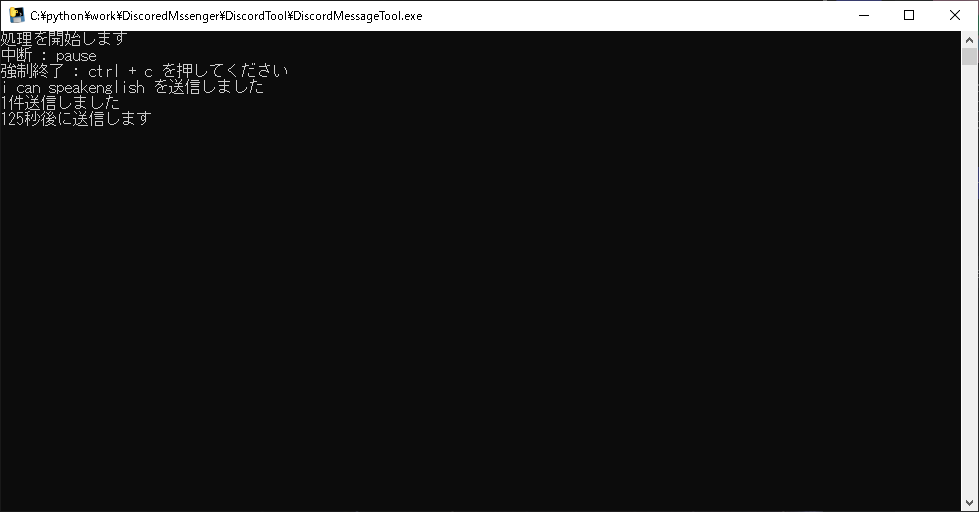 C:¥python¥work¥DiscoredMssenger¥DiscordTool¥DiscordMessageTool.exe
処理を開始します
中断 : pause
強制終了 : ctrl + c を押してください
i can speakenglish を送信しました
1件送信しました
125秒後に送信します